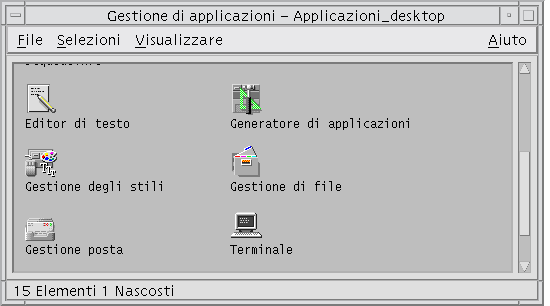 Gestione di applicazioni – Applicazioni_desktop
File Selezioni Visualizzare Aiuto
Editor di testo Generatore di applicazioni
Gestione degli stili Gestione di file
Gestione posta Terminale
15 Elementi 1 Nascosti